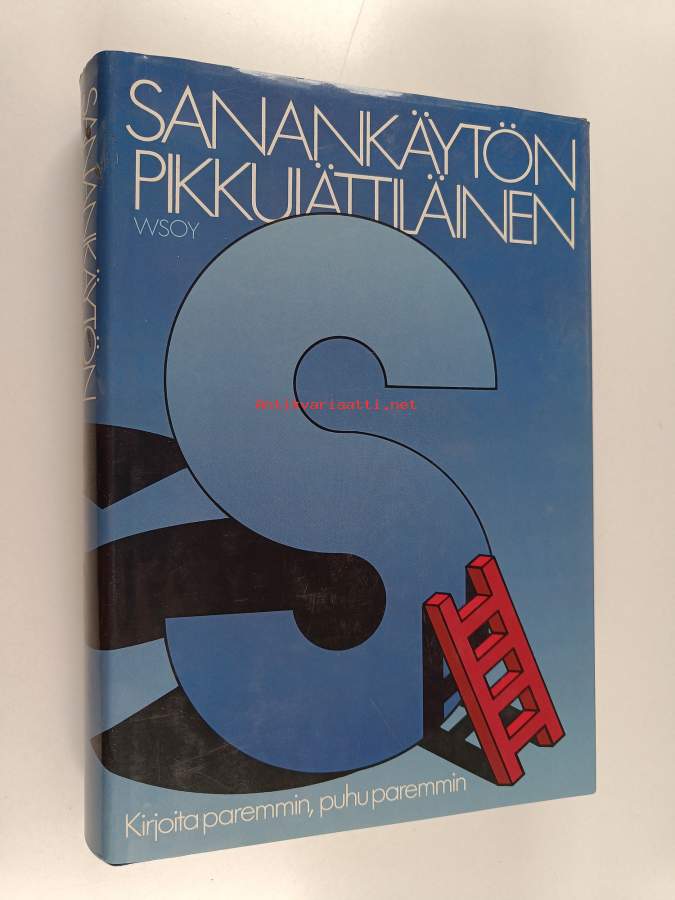 SANANKÄYTÖN
PIKKUJÄTTILÄINEN
WSOY
Antikvariaatti.net
Kirjoita paremmin, puhu paremmin
SANANKÄYTÖN